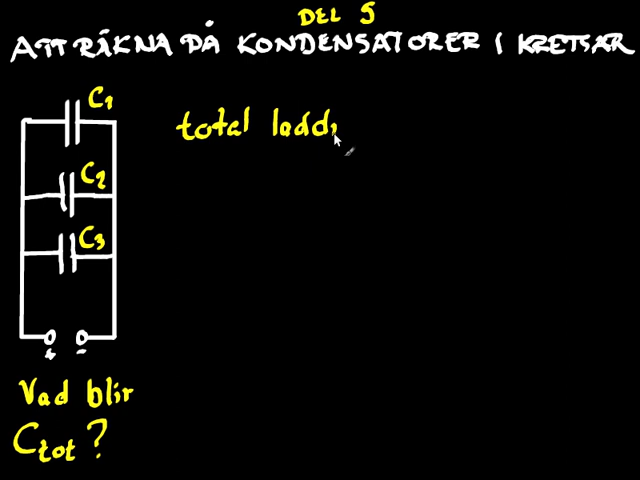 DEL 5
ATT RÄKNA PÅ KONDENSATORER I KRETSAR
C1
total ladd
C2
C3
+ -
Vad blir
Ctot ?